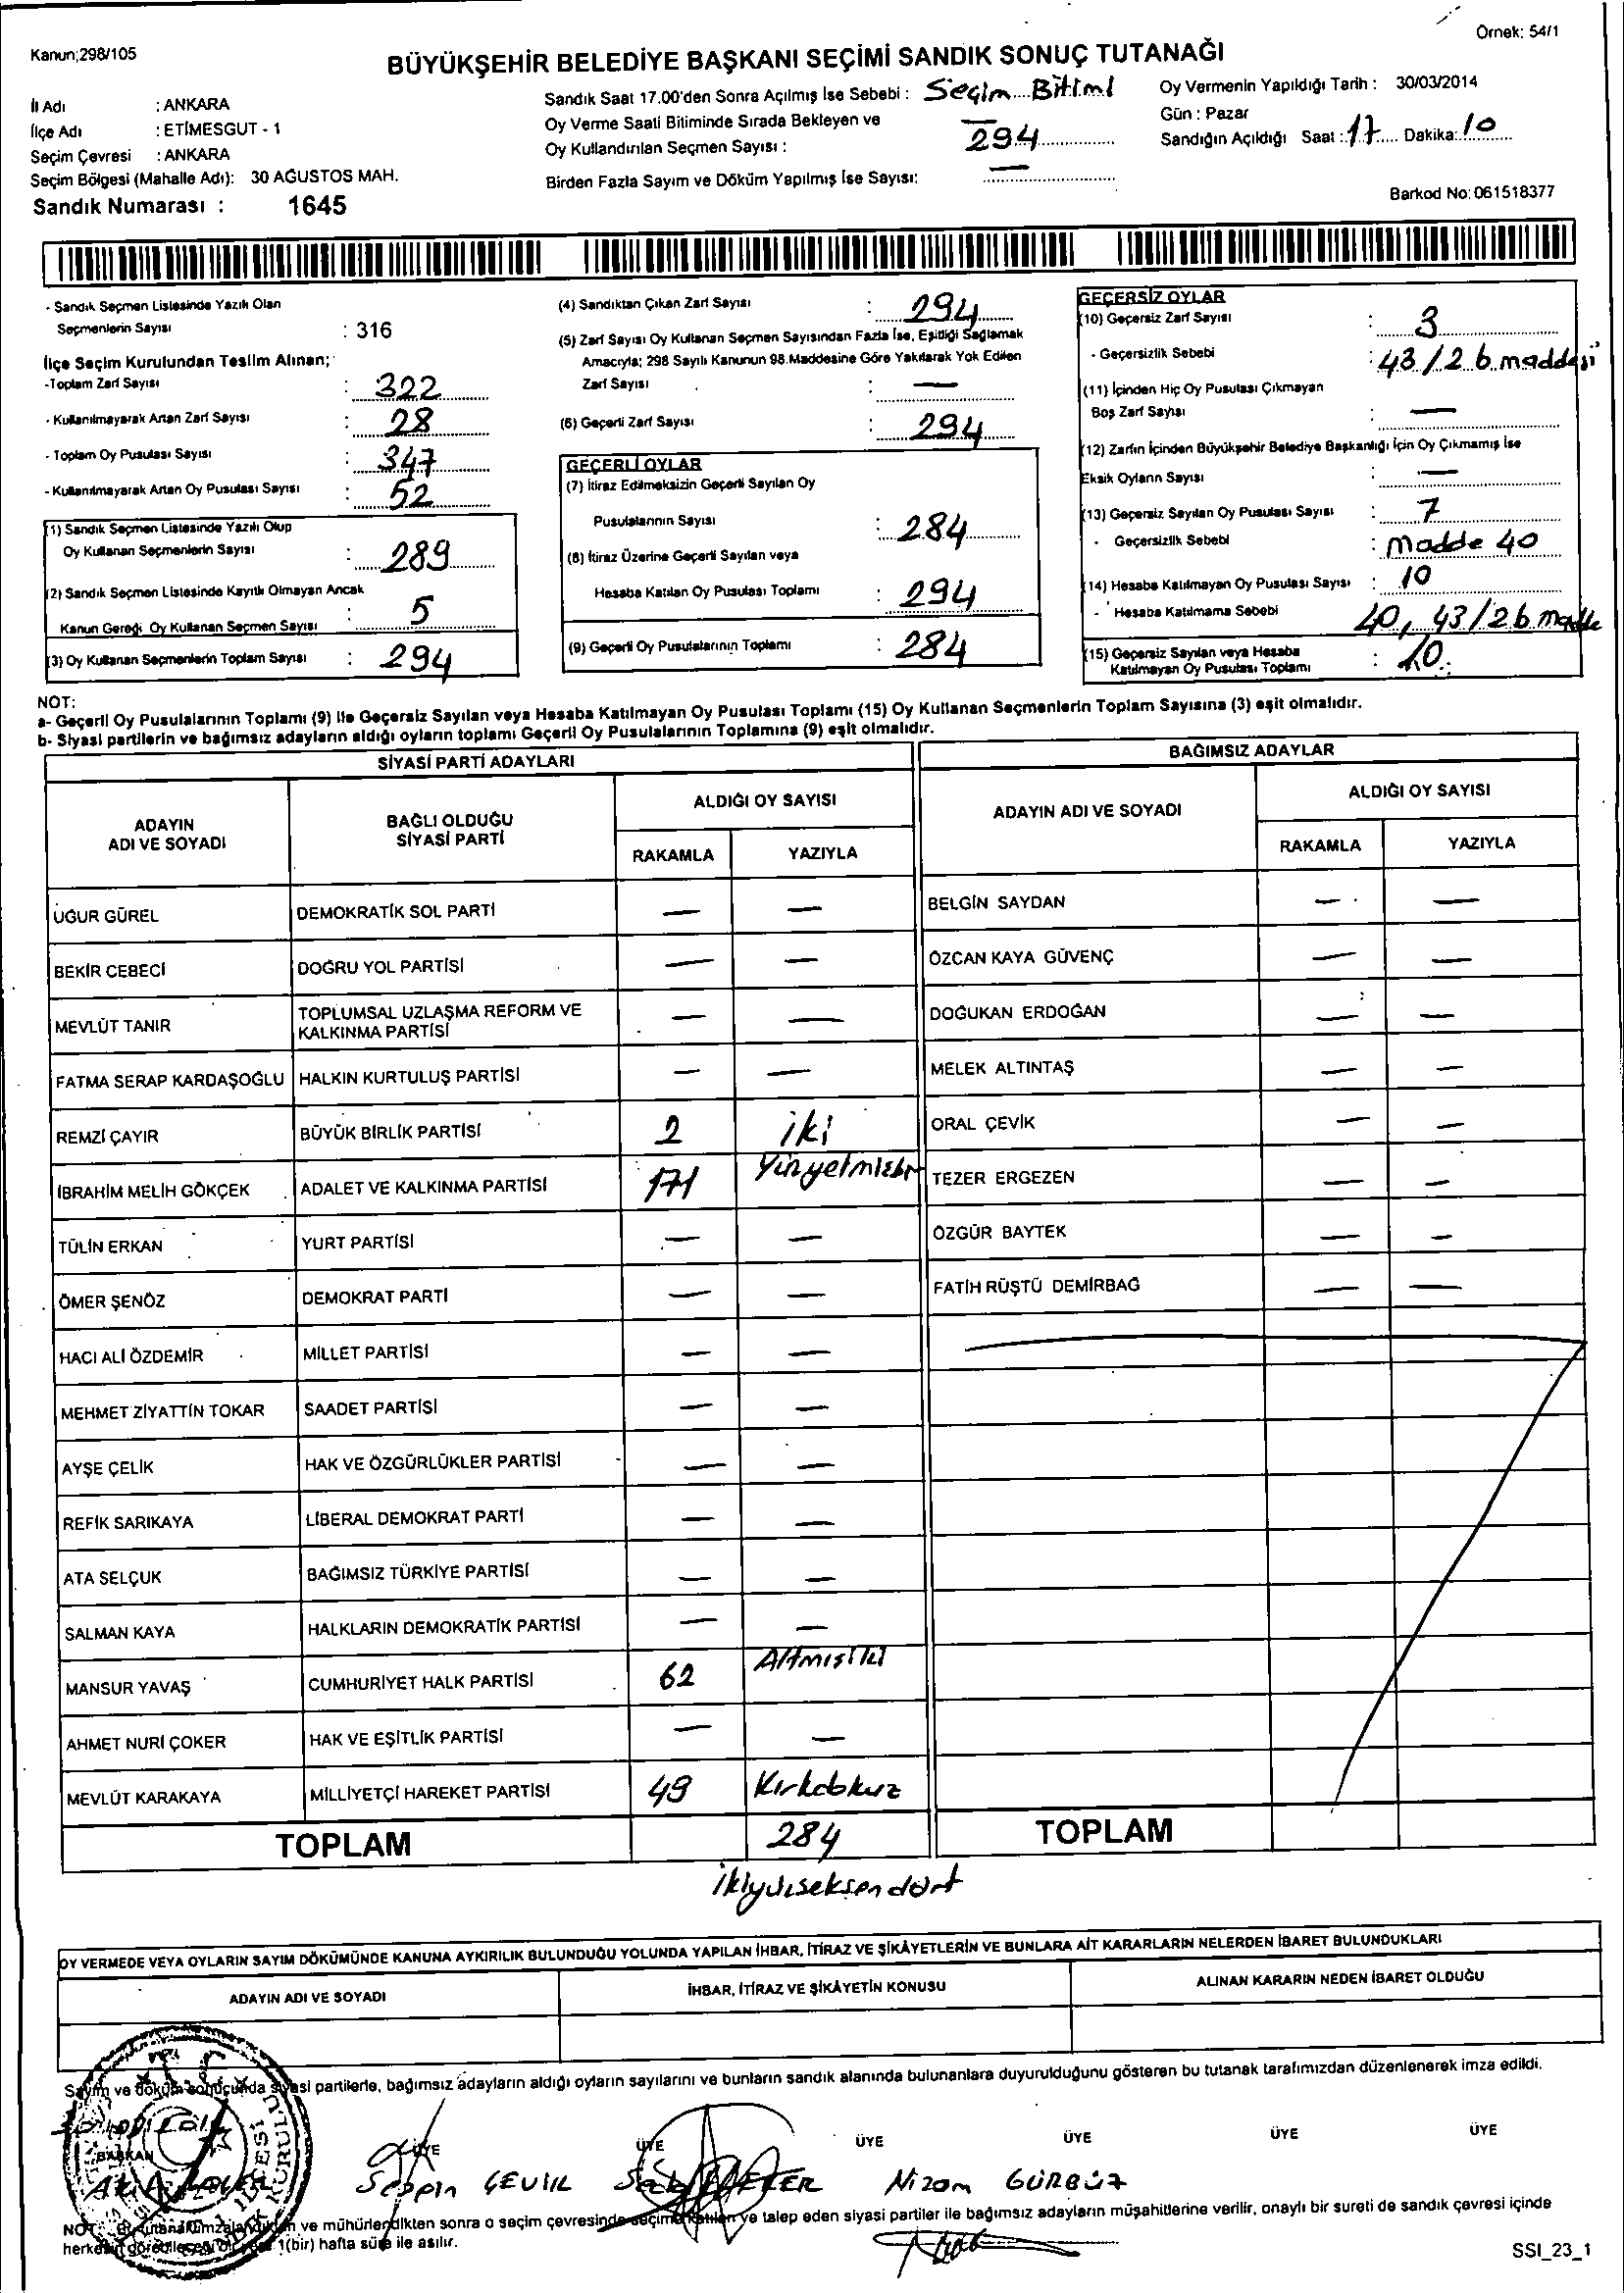 Örnek: 54/1
Kanun;298/105
BÜYÜKŞEHİR BELEDİYE BAŞKANI SEÇİMİ SANDIK SONUÇ TUTANAĞI
İl Adı : ANKARA
İlçe Adı : ETİMESGUT - 1
Seçim Çevresi : ANKARA
Seçim Bölgesi (Mahalle Adı): 30 AĞUSTOS MAH.
Sandık Numarası : 1645
Sandık Saat 17.00'den Sonra Açılmış İse Sebebi : Seçim Bitimi
Oy Verme Saati Bitiminde Sırada Bekleyen ve
Oy Kullandırılan Seçmen Sayısı : 294
Birden Fazla Sayım ve Döküm Yapılmış İse Sayısı: —
Oy Vermenin Yapıldığı Tarih : 30/03/2014
Gün : Pazar
Sandığın Açıldığı Saat : 17 Dakika: 10
Barkod No: 061518377
- Sandık Seçmen Listesinde Yazılı Olan
Seçmenlerin Sayısı : 316
İlçe Seçim Kurulundan Teslim Alınan;
-Toplam Zarf Sayısı : 322
- Kullanılmayarak Artan Zarf Sayısı : 28
- Toplam Oy Pusulası Sayısı : 347
- Kullanılmayarak Artan Oy Pusulası Sayısı : 52
(1) Sandık Seçmen Listesinde Yazılı Olup
Oy Kullanan Seçmenlerin Sayısı : 289
(2) Sandık Seçmen Listesinde Kayıtlı Olmayan Ancak
Kanun Gereği Oy Kullanan Seçmen Sayısı : 5
(3) Oy Kullanan Seçmenlerin Toplam Sayısı : 294
(4) Sandıktan Çıkan Zarf Sayısı : 294
(5) Zarf Sayısı Oy Kullanan Seçmen Sayısından Fazla İse, Eşitliği Sağlamak
Amacıyla; 298 Sayılı Kanunun 98.Maddesine Göre Yakılarak Yok Edilen
Zarf Sayısı : —
(6) Geçerli Zarf Sayısı : 294
GEÇERLİ OYLAR
(7) İtiraz Edilmeksizin Geçerli Sayılan Oy
Pusulalarının Sayısı : 284
(8) İtiraz Üzerine Geçerli Sayılan veya
Hesaba Katılan Oy Pusulası Toplamı : 294
(9) Geçerli Oy Pusulalarının Toplamı : 284
GEÇERSİZ OYLAR
(10) Geçersiz Zarf Sayısı : 3
- Geçersizlik Sebebi : 43/2 b maddesi
(11) İçinden Hiç Oy Pusulası Çıkmayan
Boş Zarf Sayısı : —
(12) Zarfın İçinden Büyükşehir Belediye Başkanlığı İçin Oy Çıkmamış İse
Eksik Oyların Sayısı : —
(13) Geçersiz Sayılan Oy Pusulası Sayısı : 7
- Geçersizlik Sebebi : Madde 40
(14) Hesaba Katılmayan Oy Pusulası Sayısı : 10
- Hesaba Katılmama Sebebi 40, 43/2 b madde
(15) Geçersiz Sayılan veya Hesaba
Katılmayan Oy Pusulası Toplamı : 10
NOT:
a- Geçerli Oy Pusulalarının Toplamı (9) ile Geçersiz Sayılan veya Hesaba Katılmayan Oy Pusulası Toplamı (15) Oy Kullanan Seçmenlerin Toplam Sayısına (3) eşit olmalıdır.
b- Siyasi partilerin ve bağımsız adayların aldığı oyların toplamı Geçerli Oy Pusulalarının Toplamına (9) eşit olmalıdır.
SİYASİ PARTİ ADAYLARI
ADAYIN ADI VE SOYADI BAĞLI OLDUĞU SİYASİ PARTİ ALDIĞI OY SAYISI
RAKAMLA YAZIYLA
UĞUR GÜREL DEMOKRATİK SOL PARTİ — —
BEKİR CEBECİ DOĞRU YOL PARTİSİ — —
MEVLÜT TANIR TOPLUMSAL UZLAŞMA REFORM VE KALKINMA PARTİSİ — —
FATMA SERAP KARDAŞOĞLU HALKIN KURTULUŞ PARTİSİ — —
REMZİ ÇAYIR BÜYÜK BİRLİK PARTİSİ 2 iki
İBRAHİM MELİH GÖKÇEK ADALET VE KALKINMA PARTİSİ 171 Yüzyetmişbir
TÜLİN ERKAN YURT PARTİSİ — —
ÖMER ŞENÖZ DEMOKRAT PARTİ — —
HACI ALİ ÖZDEMİR MİLLET PARTİSİ — —
MEHMET ZİYATTİN TOKAR SAADET PARTİSİ — —
AYŞE ÇELİK HAK VE ÖZGÜRLÜKLER PARTİSİ — —
REFİK SARIKAYA LİBERAL DEMOKRAT PARTİ — —
ATA SELÇUK BAĞIMSIZ TÜRKİYE PARTİSİ — —
SALMAN KAYA HALKLARIN DEMOKRATİK PARTİSİ — —
MANSUR YAVAŞ CUMHURİYET HALK PARTİSİ 62 Altmışiki
AHMET NURİ ÇOKER HAK VE EŞİTLİK PARTİSİ — —
MEVLÜT KARAKAYA MİLLİYETÇİ HAREKET PARTİSİ 49 Kırkdokuz
TOPLAM 284
ikiyüzseksendört
BAĞIMSIZ ADAYLAR
ADAYIN ADI VE SOYADI ALDIĞI OY SAYISI
RAKAMLA YAZIYLA
BELGİN SAYDAN — —
ÖZCAN KAYA GÜVENÇ — —
DOĞUKAN ERDOĞAN — —
MELEK ALTINTAŞ — —
ORAL ÇEVİK — —
TEZER ERGEZEN — —
ÖZGÜR BAYTEK — —
FATİH RÜŞTÜ DEMİRBAĞ — —
TOPLAM
OY VERMEDE VEYA OYLARIN SAYIM DÖKÜMÜNDE KANUNA AYKIRILIK BULUNDUĞU YOLUNDA YAPILAN İHBAR, İTİRAZ VE ŞİKÂYETLERİN VE BUNLARA AİT KARARLARIN NELERDEN İBARET BULUNDUKLARI
ADAYIN ADI VE SOYADI İHBAR, İTİRAZ VE ŞİKÂYETİN KONUSU ALINAN KARARIN NEDEN İBARET OLDUĞU
Sayım ve döküm sonucunda siyasi partilerle, bağımsız adayların aldığı oyların sayılarını ve bunların sandık alanında bulunanlara duyurulduğunu gösteren bu tutanak tarafımızdan düzenlenerek imza edildi.
BAŞKAN ÜYE ÜYE ÜYE ÜYE ÜYE ÜYE
ÇEVİK Nizam GÜRBÜZ
NOT: Bu tutanak imzalandıktan ve mühürlendikten sonra o seçim çevresinde seçime katılan ve talep eden siyasi partiler ile bağımsız adayların müşahitlerine verilir, onaylı bir sureti de sandık çevresi içinde
herkesin görebileceği bir yere 1(bir) hafta süre ile asılır.
SSI_23_1